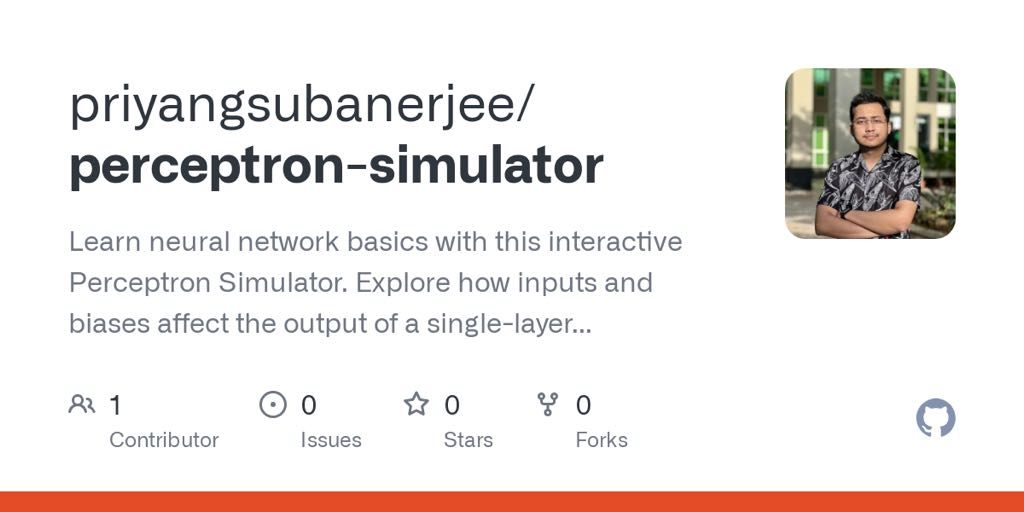 priyangsubanerjee/
perceptron-simulator
Learn neural network basics with this interactive
Perceptron Simulator. Explore how inputs and
biases affect the output of a single-layer...
1 0 0 0
Contributor Issues Stars Forks